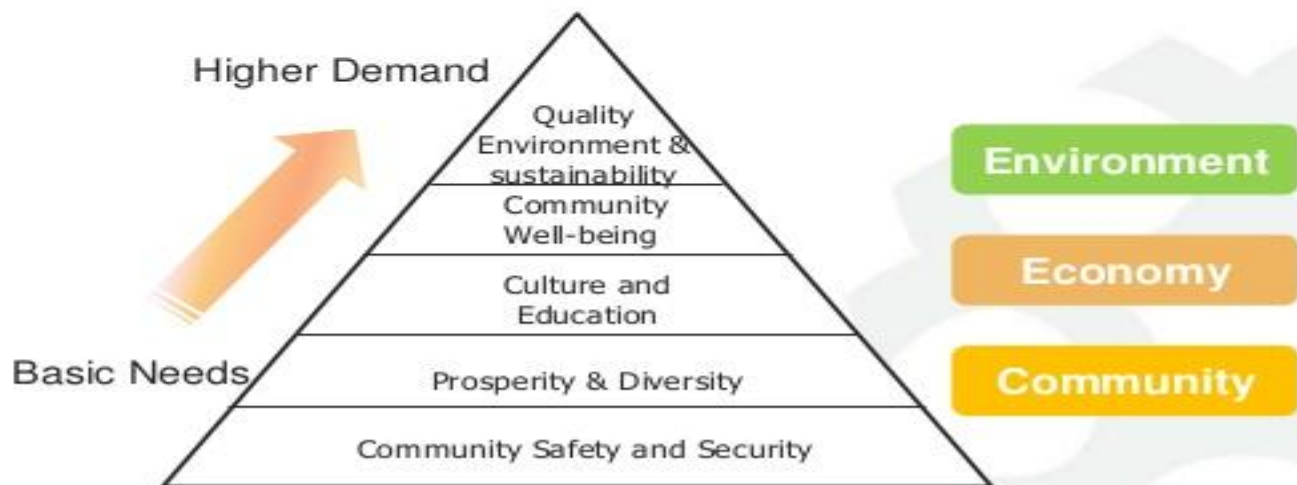 Higher Demand
Quality
Environment &
sustainability
Community
Well-being
Culture and
Education
Basic Needs
Prosperity & Diversity
Community Safety and Security
Environment
Economy
Community